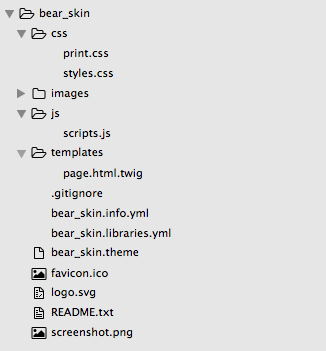 bear_skin
css
print.css
styles.css
images
js
scripts.js
templates
page.html.twig
.gitignore
bear_skin.info.yml
bear_skin.libraries.yml
bear_skin.theme
favicon.ico
logo.svg
README.txt
screenshot.png